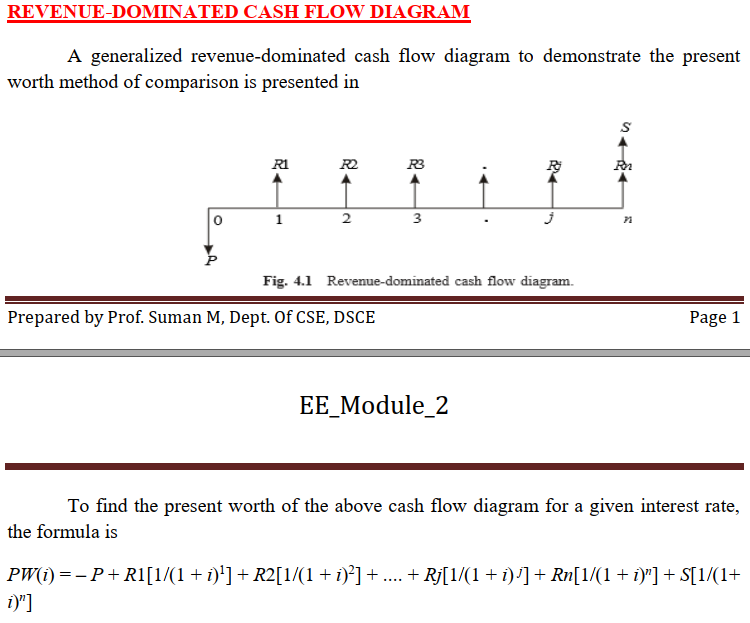 REVENUE-DOMINATED CASH FLOW DIAGRAM
A generalized revenue-dominated cash flow diagram to demonstrate the present
worth method of comparison is presented in
S
R1 R2 R3 . Rj Rn
0 1 2 3 . j n
P
Fig. 4.1 Revenue-dominated cash flow diagram.
Prepared by Prof. Suman M, Dept. Of CSE, DSCE Page 1
EE_Module_2
To find the present worth of the above cash flow diagram for a given interest rate,
the formula is
PW(i) = – P + R1[1/(1 + i)¹] + R2[1/(1 + i)²] + .... + Rj[1/(1 + i) ʲ] + Rn[1/(1 + i)ⁿ] + S[1/(1+
i)ⁿ]